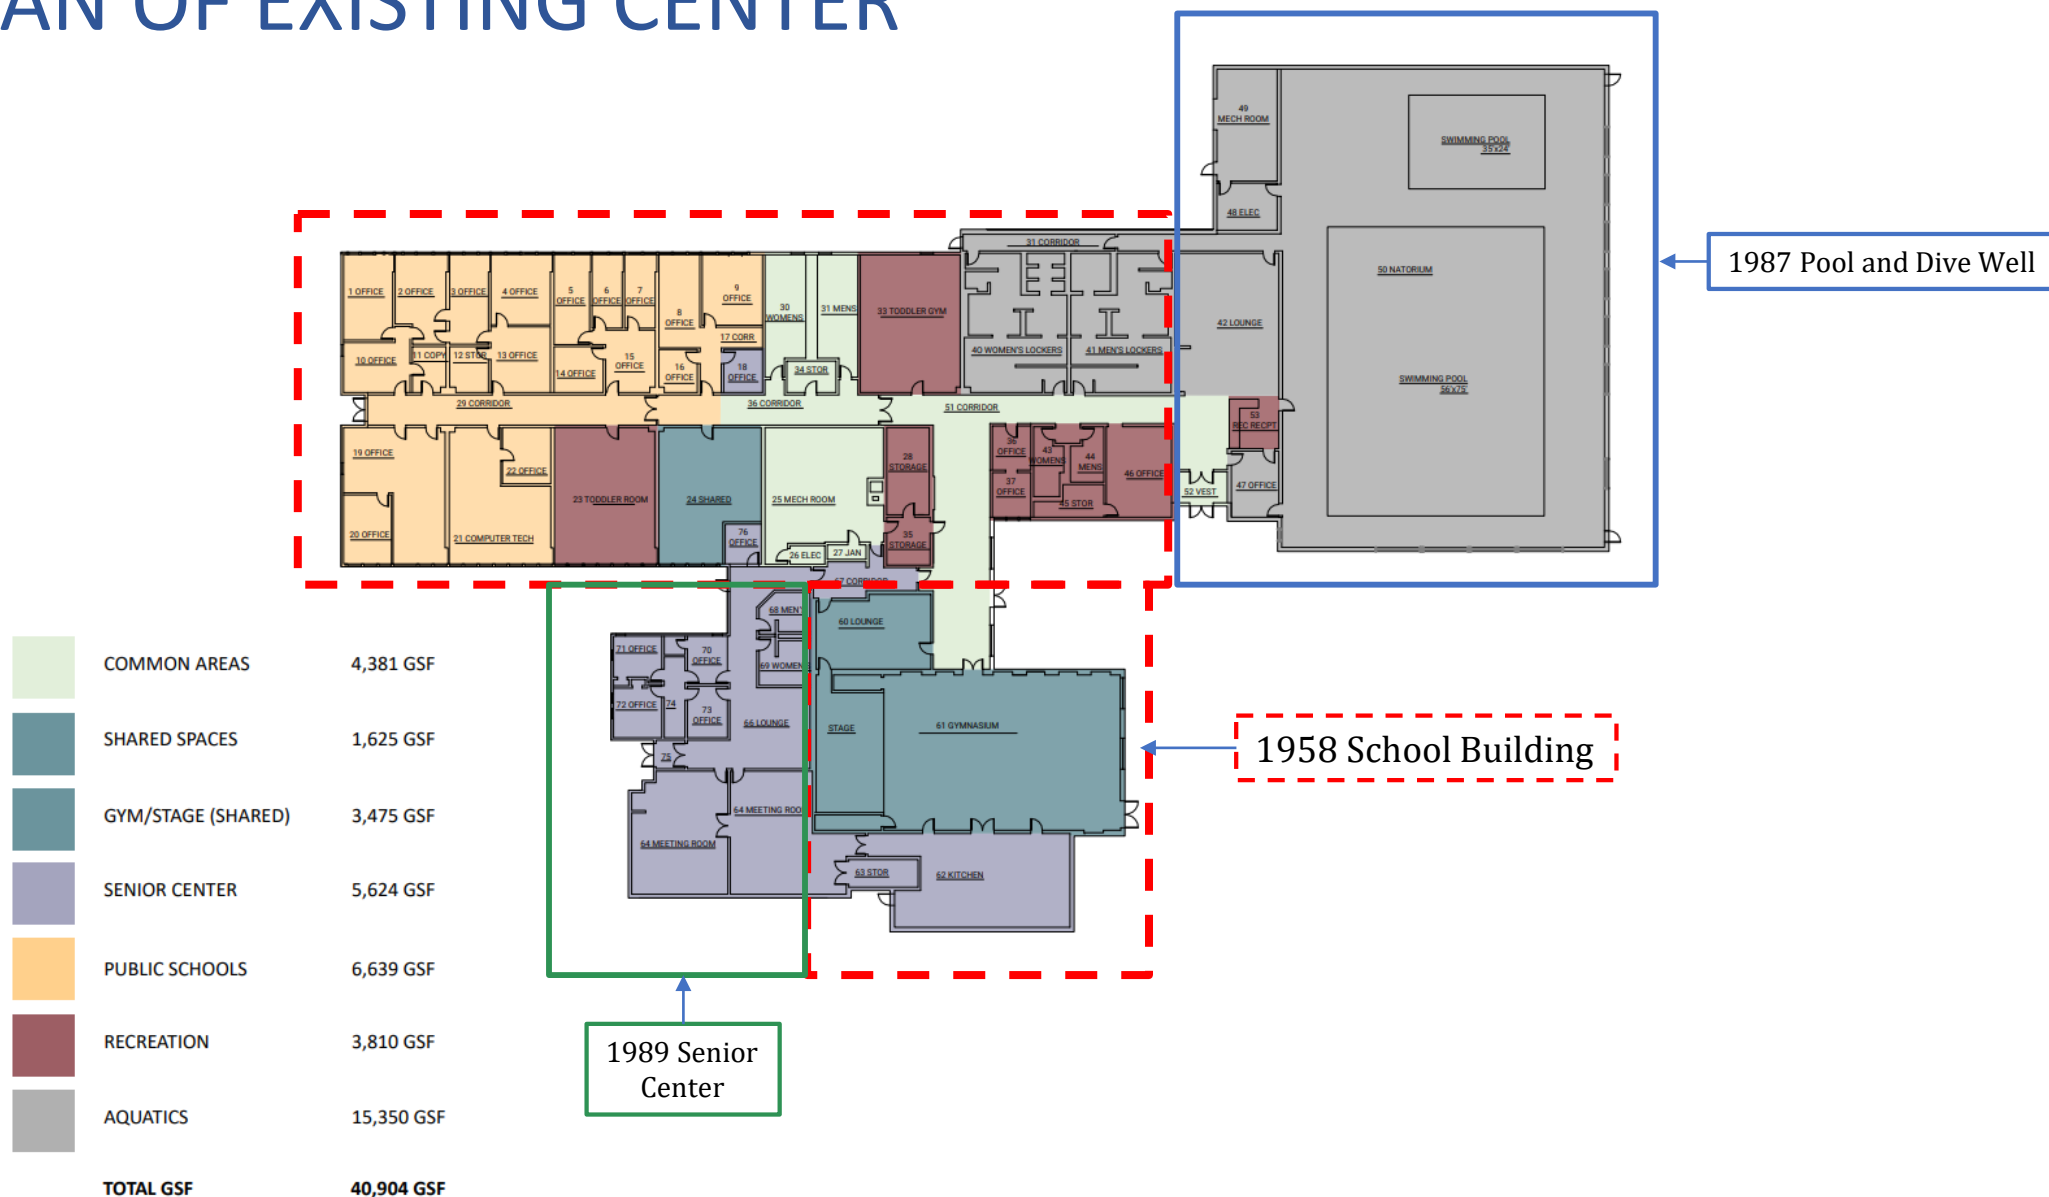 AN OF EXISTING CENTER
49
MECH ROOM
SWIMMING POOL
35'x24'
48 ELEC
31 CORRIDOR
1987 Pool and Dive Well
50 NATORIUM
1 OFFICE
2 OFFICE
3 OFFICE
4 OFFICE
5
OFFICE
6
OFFICE
7
OFFICE
8
OFFICE
9
OFFICE
30
WOMENS
31 MENS
33 TODDLER GYM
42 LOUNGE
17 CORR
10 OFFICE
11 COPY
12 STOR
13 OFFICE
14 OFFICE
15
OFFICE
16
OFFICE
18
OFFICE
34 STOR
40 WOMEN'S LOCKERS
41 MEN'S LOCKERS
SWIMMING POOL
56'x75'
29 CORRIDOR
36 CORRIDOR
51 CORRIDOR
53
REC RECPT
19 OFFICE
22 OFFICE
23 TODDLER ROOM
24 SHARED
25 MECH ROOM
28
STORAGE
36
OFFICE
37
OFFICE
43
WOMENS
44
MENS
45 STOR
46 OFFICE
52 VEST
47 OFFICE
20 OFFICE
21 COMPUTER TECH
76
OFFICE
26 ELEC
27 JAN
35
STORAGE
67 CORRIDOR
68 MEN'
60 LOUNGE
71 OFFICE
70
OFFICE
69 WOMEN
72 OFFICE
74
73
OFFICE
66 LOUNGE
STAGE
61 GYMNASIUM
75
1958 School Building
64 MEETING ROO
64 MEETING ROOM
63 STOR
62 KITCHEN
COMMON AREAS 4,381 GSF
SHARED SPACES 1,625 GSF
GYM/STAGE (SHARED) 3,475 GSF
SENIOR CENTER 5,624 GSF
PUBLIC SCHOOLS 6,639 GSF
RECREATION 3,810 GSF
AQUATICS 15,350 GSF
TOTAL GSF 40,904 GSF
1989 Senior
Center